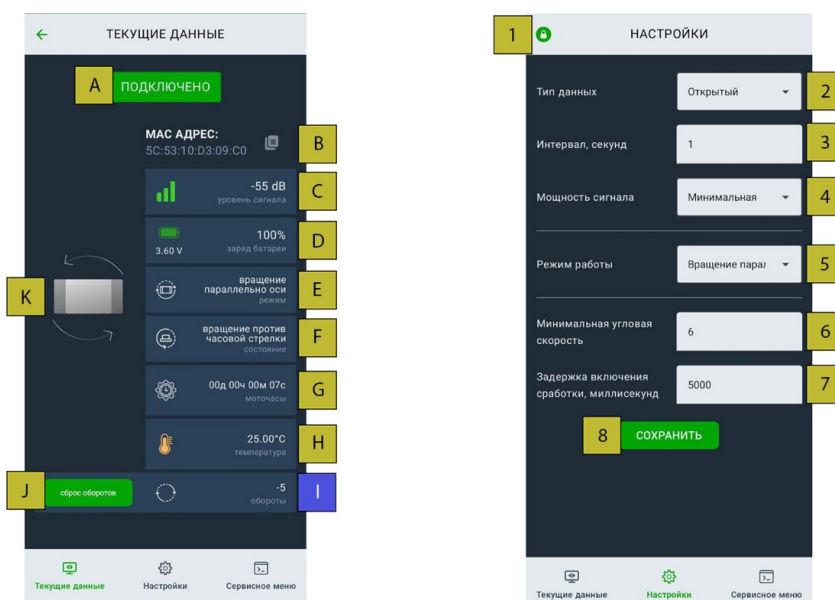 ТЕКУЩИЕ ДАННЫЕ
A
ПОДКЛЮЧЕНО
MAC АДРЕС:
5C:53:10:D3:09:C0
B
-55 dB
уровень сигнала
C
3.60 V
100%
заряд батареи
D
вращение
параллельно оси
режим
E
K
вращение против
часовой стрелки
состояние
F
00д 00ч 00м 07с
моточасы
G
25.00°C
температура
H
J
сброс оборотов
-5
обороты
I
Текущие данные
Настройки
Сервисное меню
1
НАСТРОЙКИ
Тип данных
Открытый
2
Интервал, секунд
1
3
Мощность сигнала
Минимальная
4
Режим работы
Вращение парал
5
Минимальная угловая
скорость
6
6
Задержка включения
сработки, миллисекунд
5000
7
8
СОХРАНИТЬ
Текущие данные
Настройки
Сервисное меню